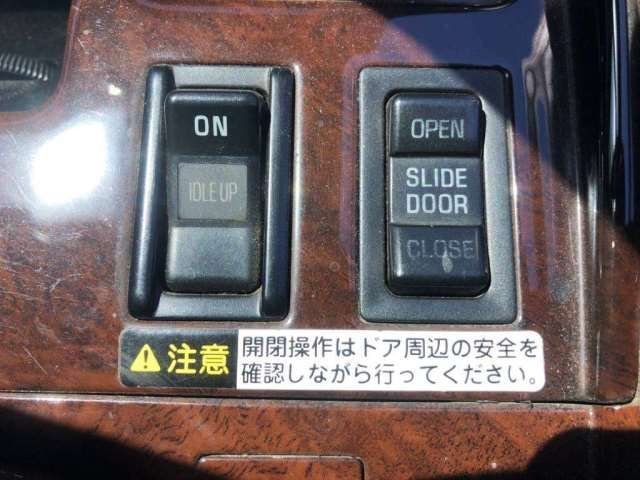 ON
IDLE UP
OPEN
SLIDE
DOOR
CLOSE
注意
開閉操作はドア周辺の安全を
確認しながら行ってください。